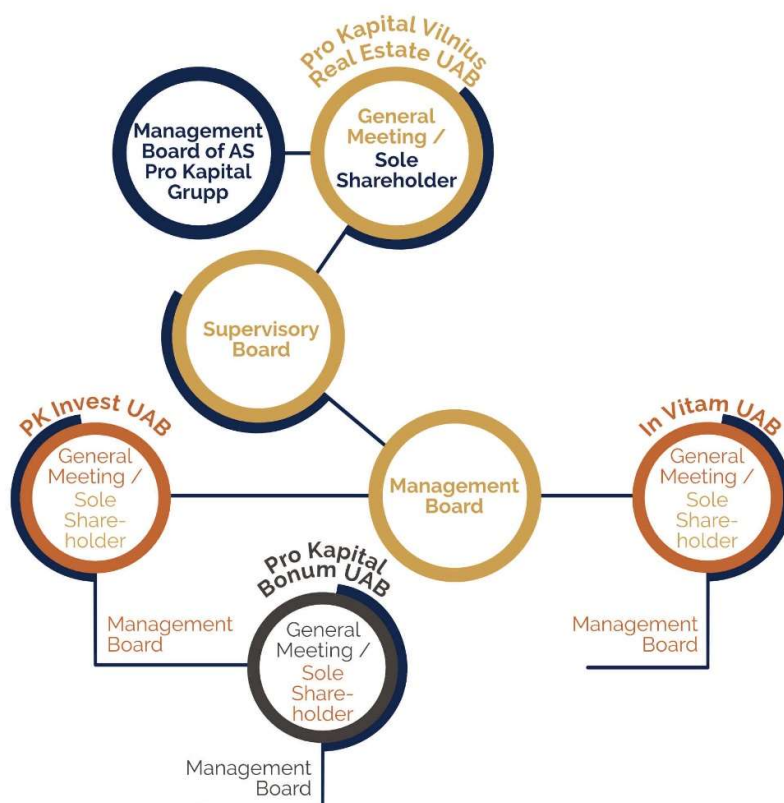 Pro Kapital Vilnius
Real Estate UAB
Management
Board of AS
Pro Kapital
Grupp
General
Meeting /
Sole
Shareholder
Supervisory
Board
PK Invest UAB
General
Meeting /
Sole
Share-
holder
Management
Board
In Vitam UAB
General
Meeting /
Sole
Share-
holder
Management
Board
Pro Kapital
Bonum UAB
General
Meeting /
Sole
Share-
holder
Management
Board
Management
Board